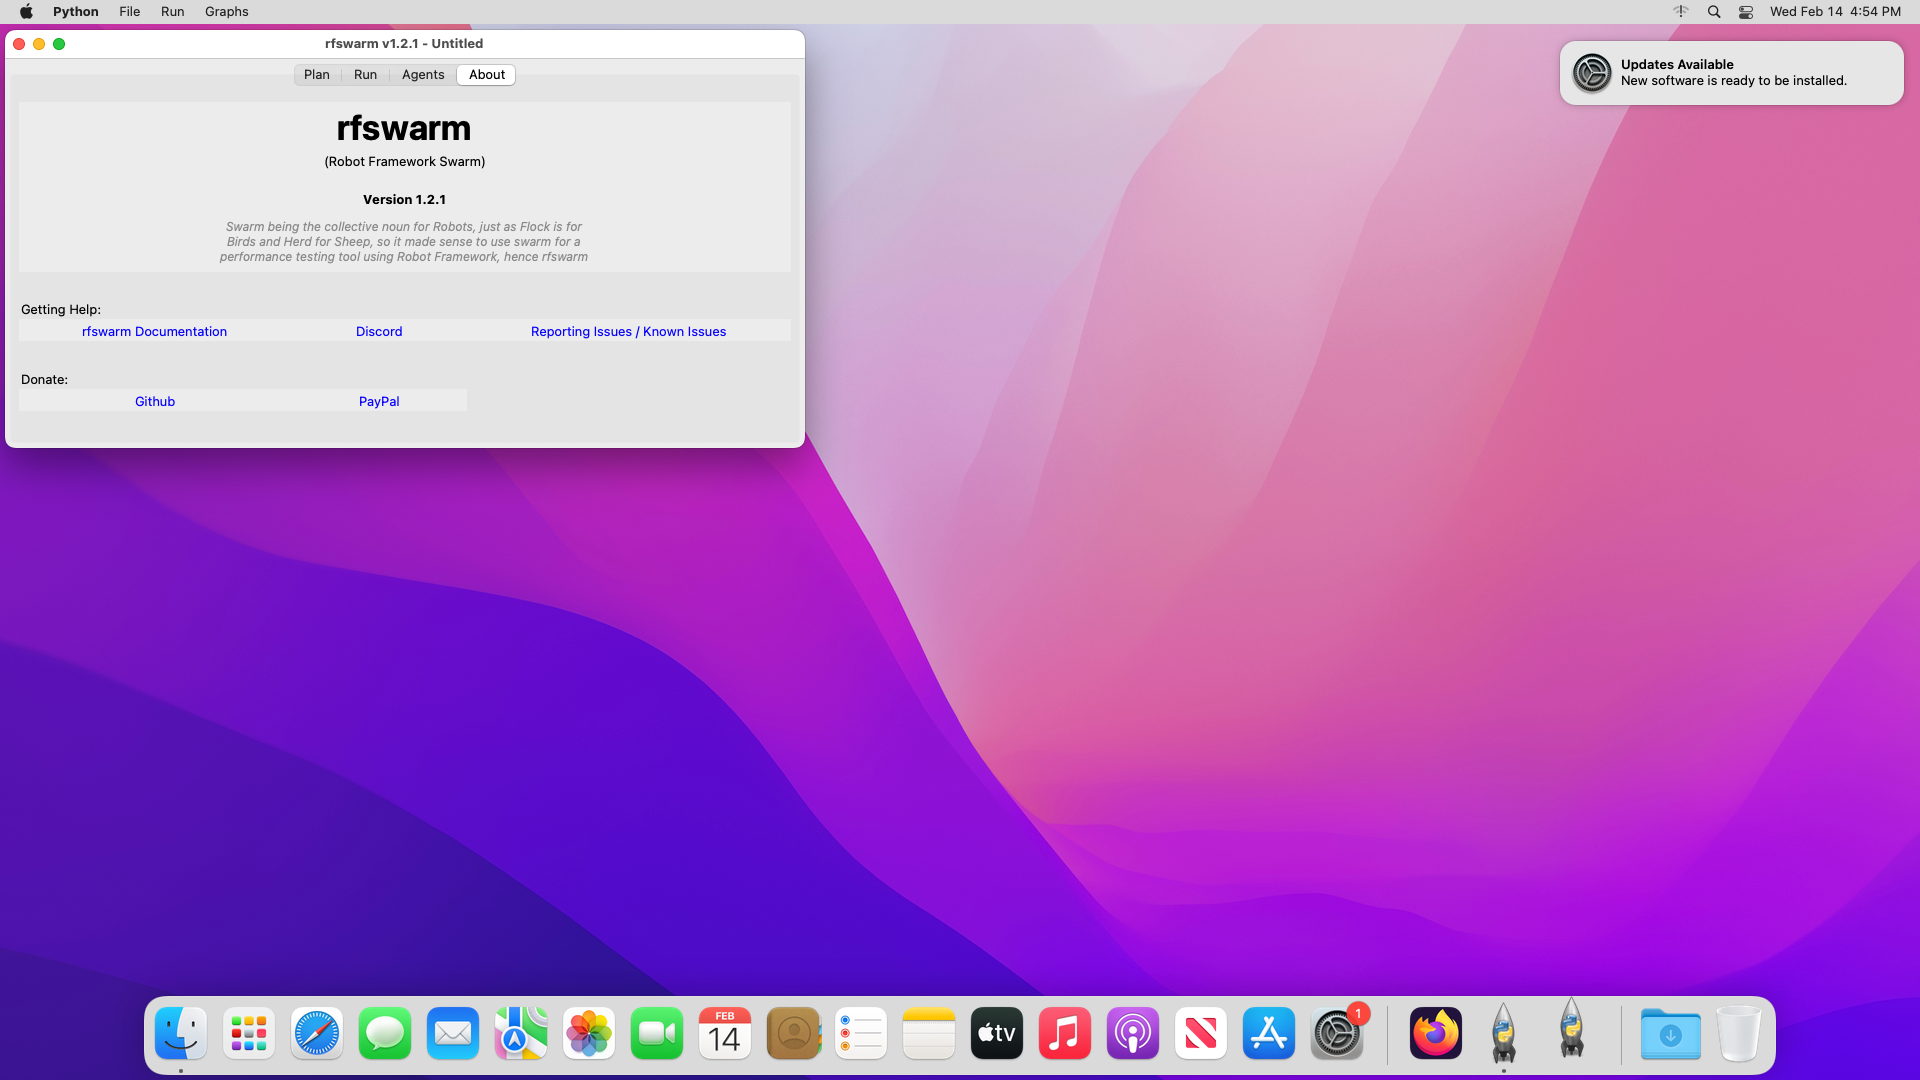 Python File Run Graphs
Wed Feb 14 4:54 PM
rfswarm v1.2.1 - Untitled
Plan Run Agents About
rfswarm
(Robot Framework Swarm)
Version 1.2.1
Swarm being the collective noun for Robots, just as Flock is for
Birds and Herd for Sheep, so it made sense to use swarm for a
performance testing tool using Robot Framework, hence rfswarm
Getting Help:
rfswarm Documentation Discord Reporting Issues / Known Issues
Donate:
Github PayPal
Updates Available
New software is ready to be installed.
FEB
14
tv
1